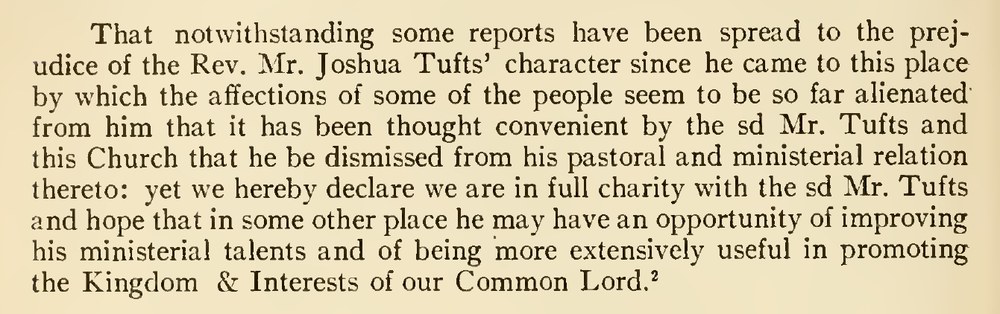 That notwithstanding some reports have been spread to the prej-
udice of the Rev. Mr. Joshua Tufts' character since he came to this place
by which the affections of some of the people seem to be so far alienated
from him that it has been thought convenient by the sd Mr. Tufts and
this Church that he be dismissed from his pastoral and ministerial relation
thereto: yet we hereby declare we are in full charity with the sd Mr. Tufts
and hope that in some other place he may have an opportunity of improving
his ministerial talents and of being more extensively useful in promoting
the Kingdom & Interests of our Common Lord.²